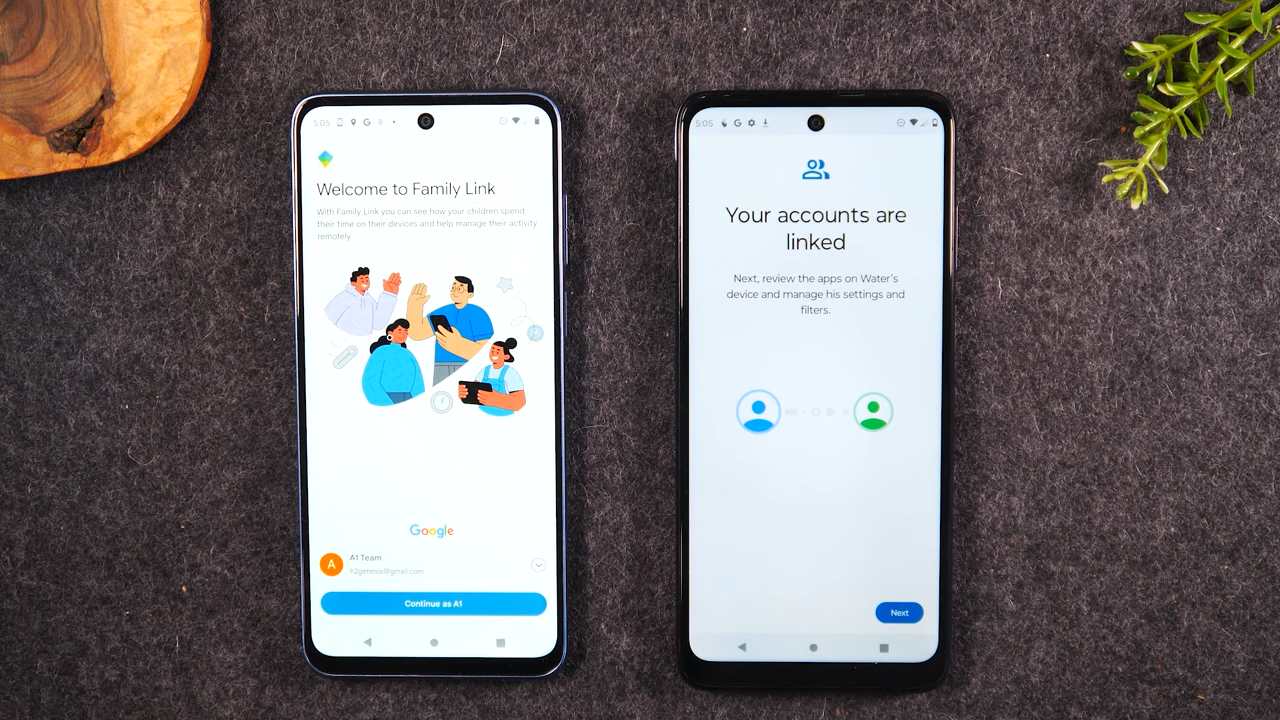 5:05
Welcome to Family Link
With Family Link you can see how your children spend
their time on their devices and help manage their activity
remotely
Google
A
A1 Team
h2genesis@gmail.com
Continue as A1
5:05
Your accounts are
linked
Next, review the apps on Water's
device and manage his settings and
filters.
Next